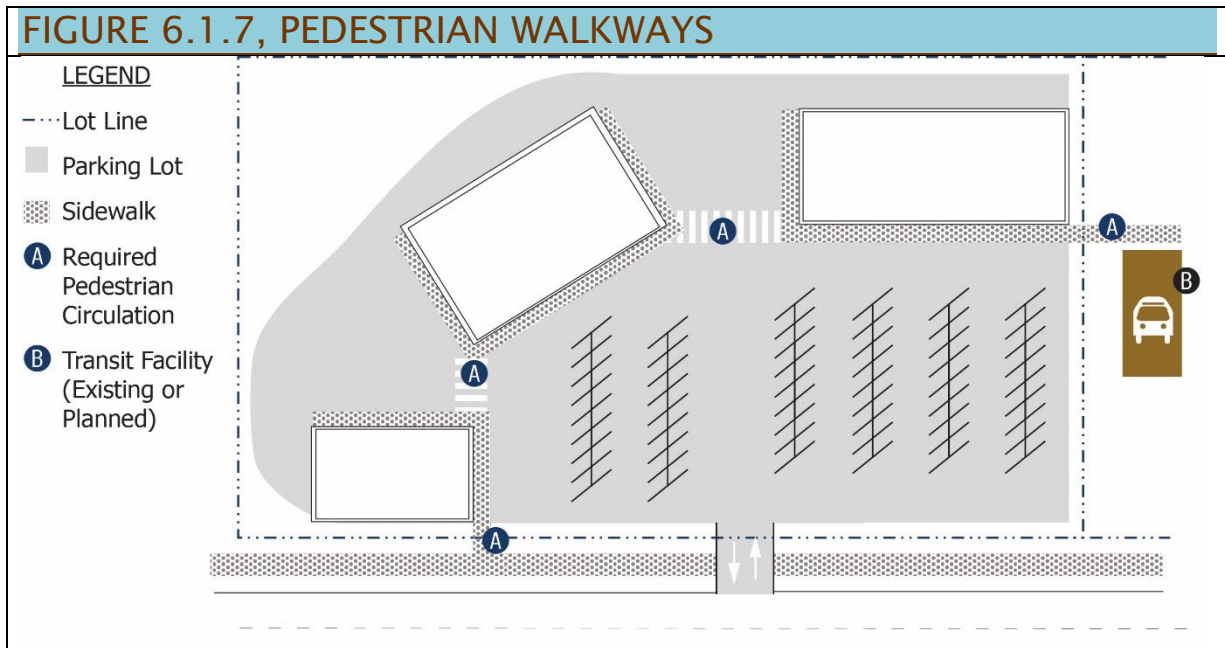 FIGURE 6.1.7, PEDESTRIAN WALKWAYS
LEGEND
Lot Line
Parking Lot
Sidewalk
A Required
Pedestrian
Circulation
B Transit Facility
(Existing or
Planned)
A
A
B
A
A